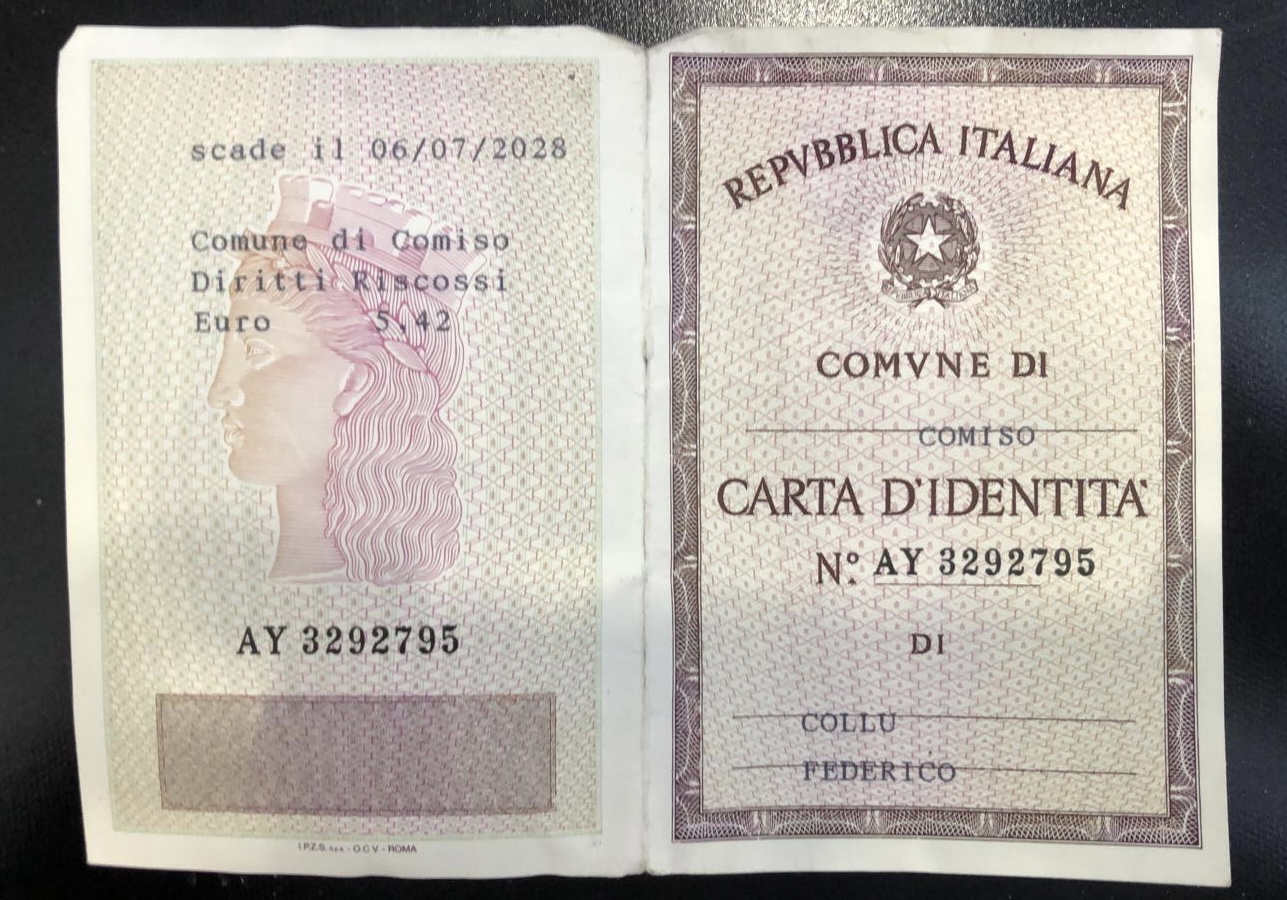 scade il 06/07/2028
Comune di Comiso
Diritti Riscossi
Euro 5.42
AY 3292795
I.P.Z.S. S.p.A. - O.C.V. - ROMA
REPVBBLICA ITALIANA
COMVNE DI
COMISO
CARTA D'IDENTITA'
N° AY 3292795
DI
COLLU
FEDERICO